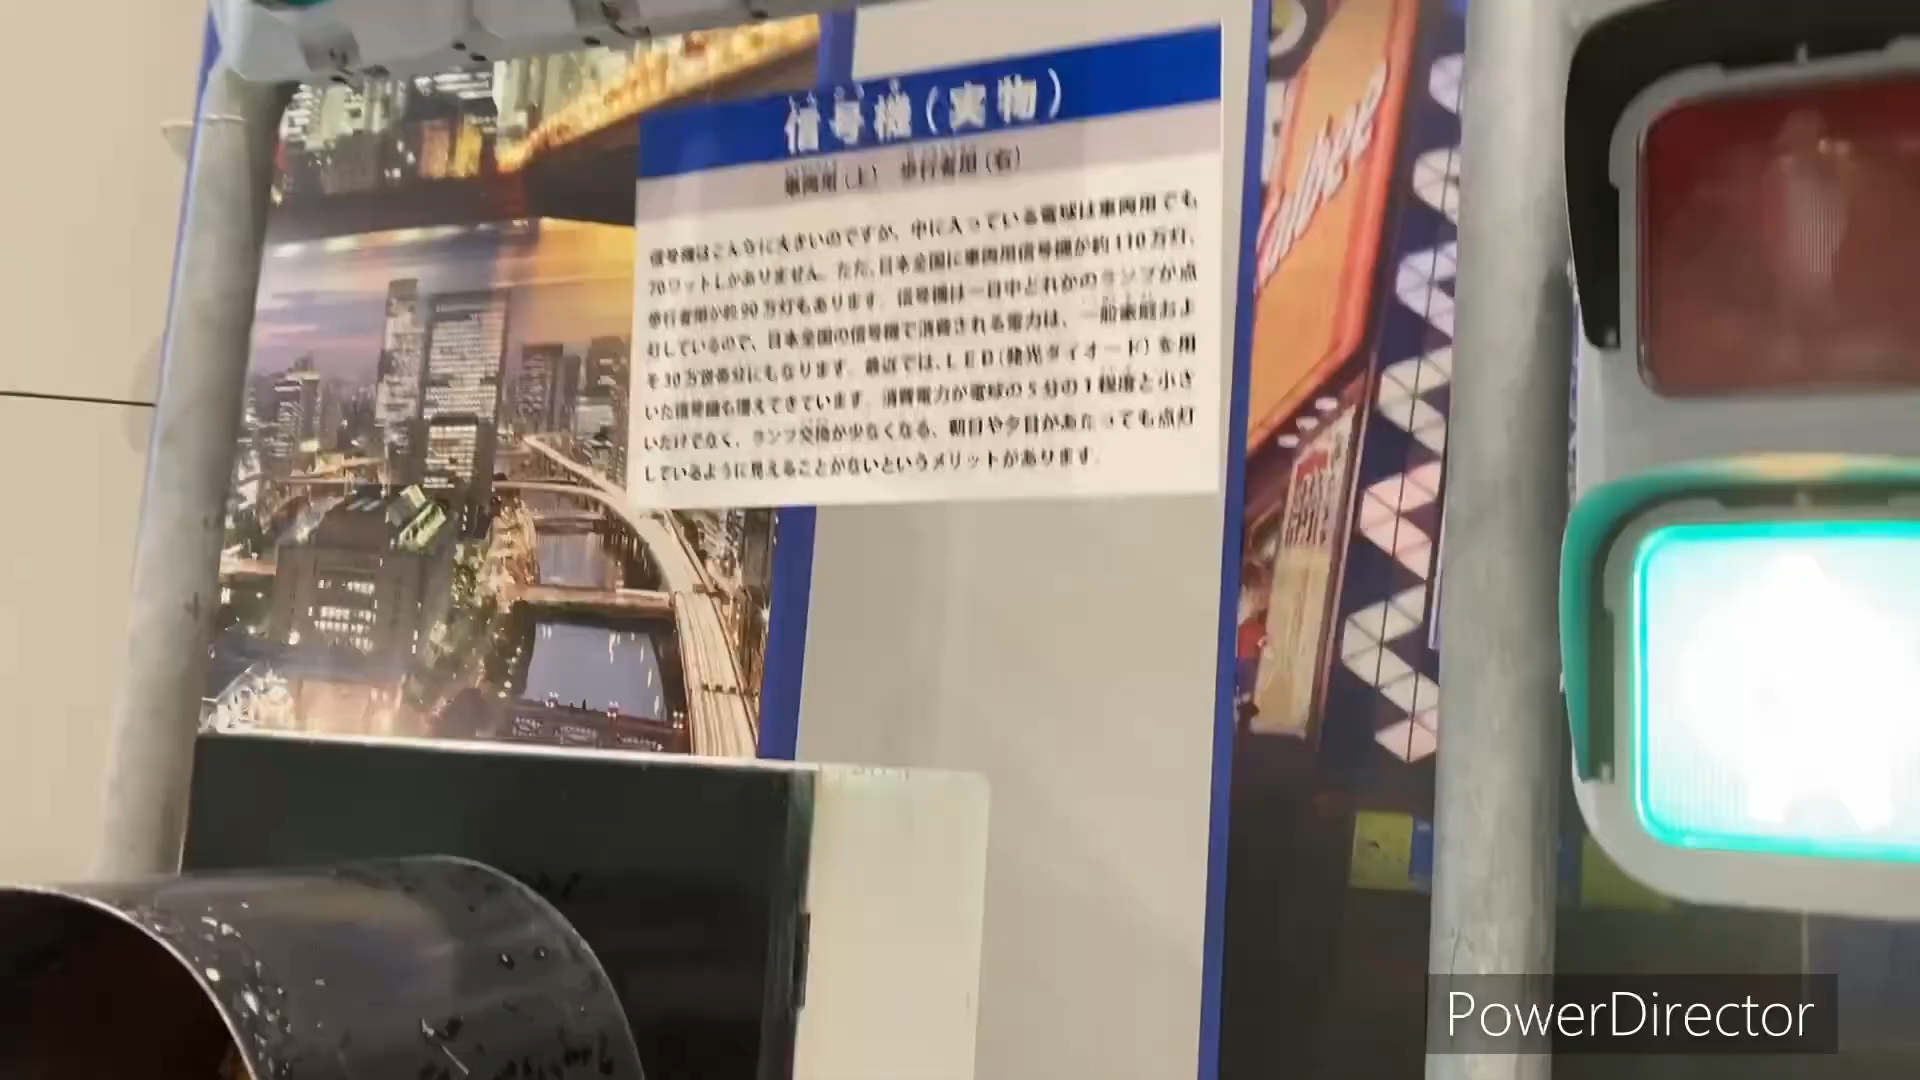 信号機(実物)
車両用(上) 歩行者用(右)
信号機はこんなに大きいのですが、中に入っている電球は車両用でも
70ワットしかありません。ただ、日本全国に車両用信号機が約110万灯、
歩行者用が約90万灯もあります。信号機は一日中どれかのランプが点
灯しているので、日本全国の信号機で消費される電力は、一般家庭およ
そ30万世帯分にもなります。最近では、LED(発光ダイオード)を用
いた信号機も増えてきています。消費電力が電球の5分の1程度と小さ
いだけでなく、ランプ交換が少なくなる、朝日や夕日があたっても点灯
しているように見えることがないというメリットがあります。
Calbee
PowerDirector